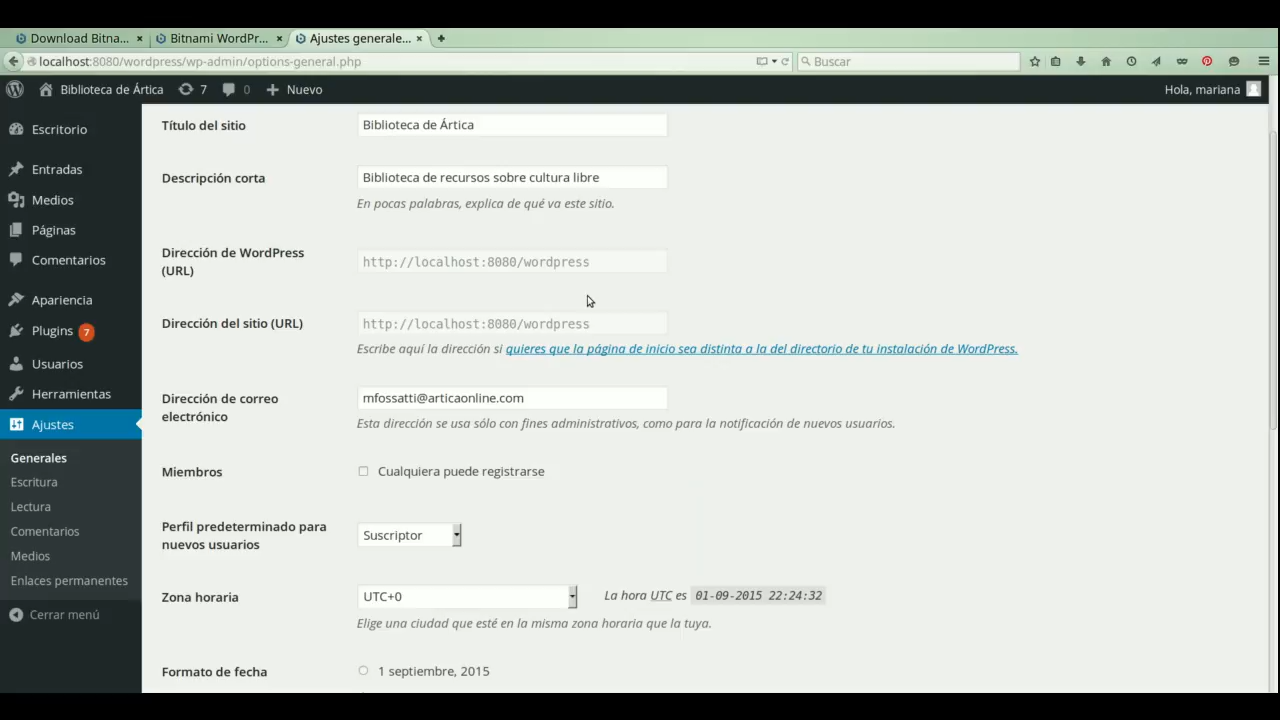 Download Bitna... × Bitnami WordPr... × Ajustes generale... × +
localhost:8080/wordpress/wp-admin/options-general.php Buscar
Biblioteca de Ártica 7 0 + Nuevo Hola, mariana
Escritorio
Entradas
Medios
Páginas
Comentarios
Apariencia
Plugins 7
Usuarios
Herramientas
Ajustes
Generales
Escritura
Lectura
Comentarios
Medios
Enlaces permanentes
Cerrar menú
Título del sitio Biblioteca de Ártica
Descripción corta Biblioteca de recursos sobre cultura libre
En pocas palabras, explica de qué va este sitio.
Dirección de WordPress
(URL)
http://localhost:8080/wordpress
Dirección del sitio (URL) http://localhost:8080/wordpress
Escribe aquí la dirección si quieres que la página de inicio sea distinta a la del directorio de tu instalación de WordPress.
Dirección de correo
electrónico
mfossatti@articaonline.com
Esta dirección se usa sólo con fines administrativos, como para la notificación de nuevos usuarios.
Miembros Cualquiera puede registrarse
Perfil predeterminado para
nuevos usuarios
Suscriptor
Zona horaria UTC+0 La hora UTC es 01-09-2015 22:24:32
Elige una ciudad que esté en la misma zona horaria que la tuya.
Formato de fecha 1 septiembre, 2015